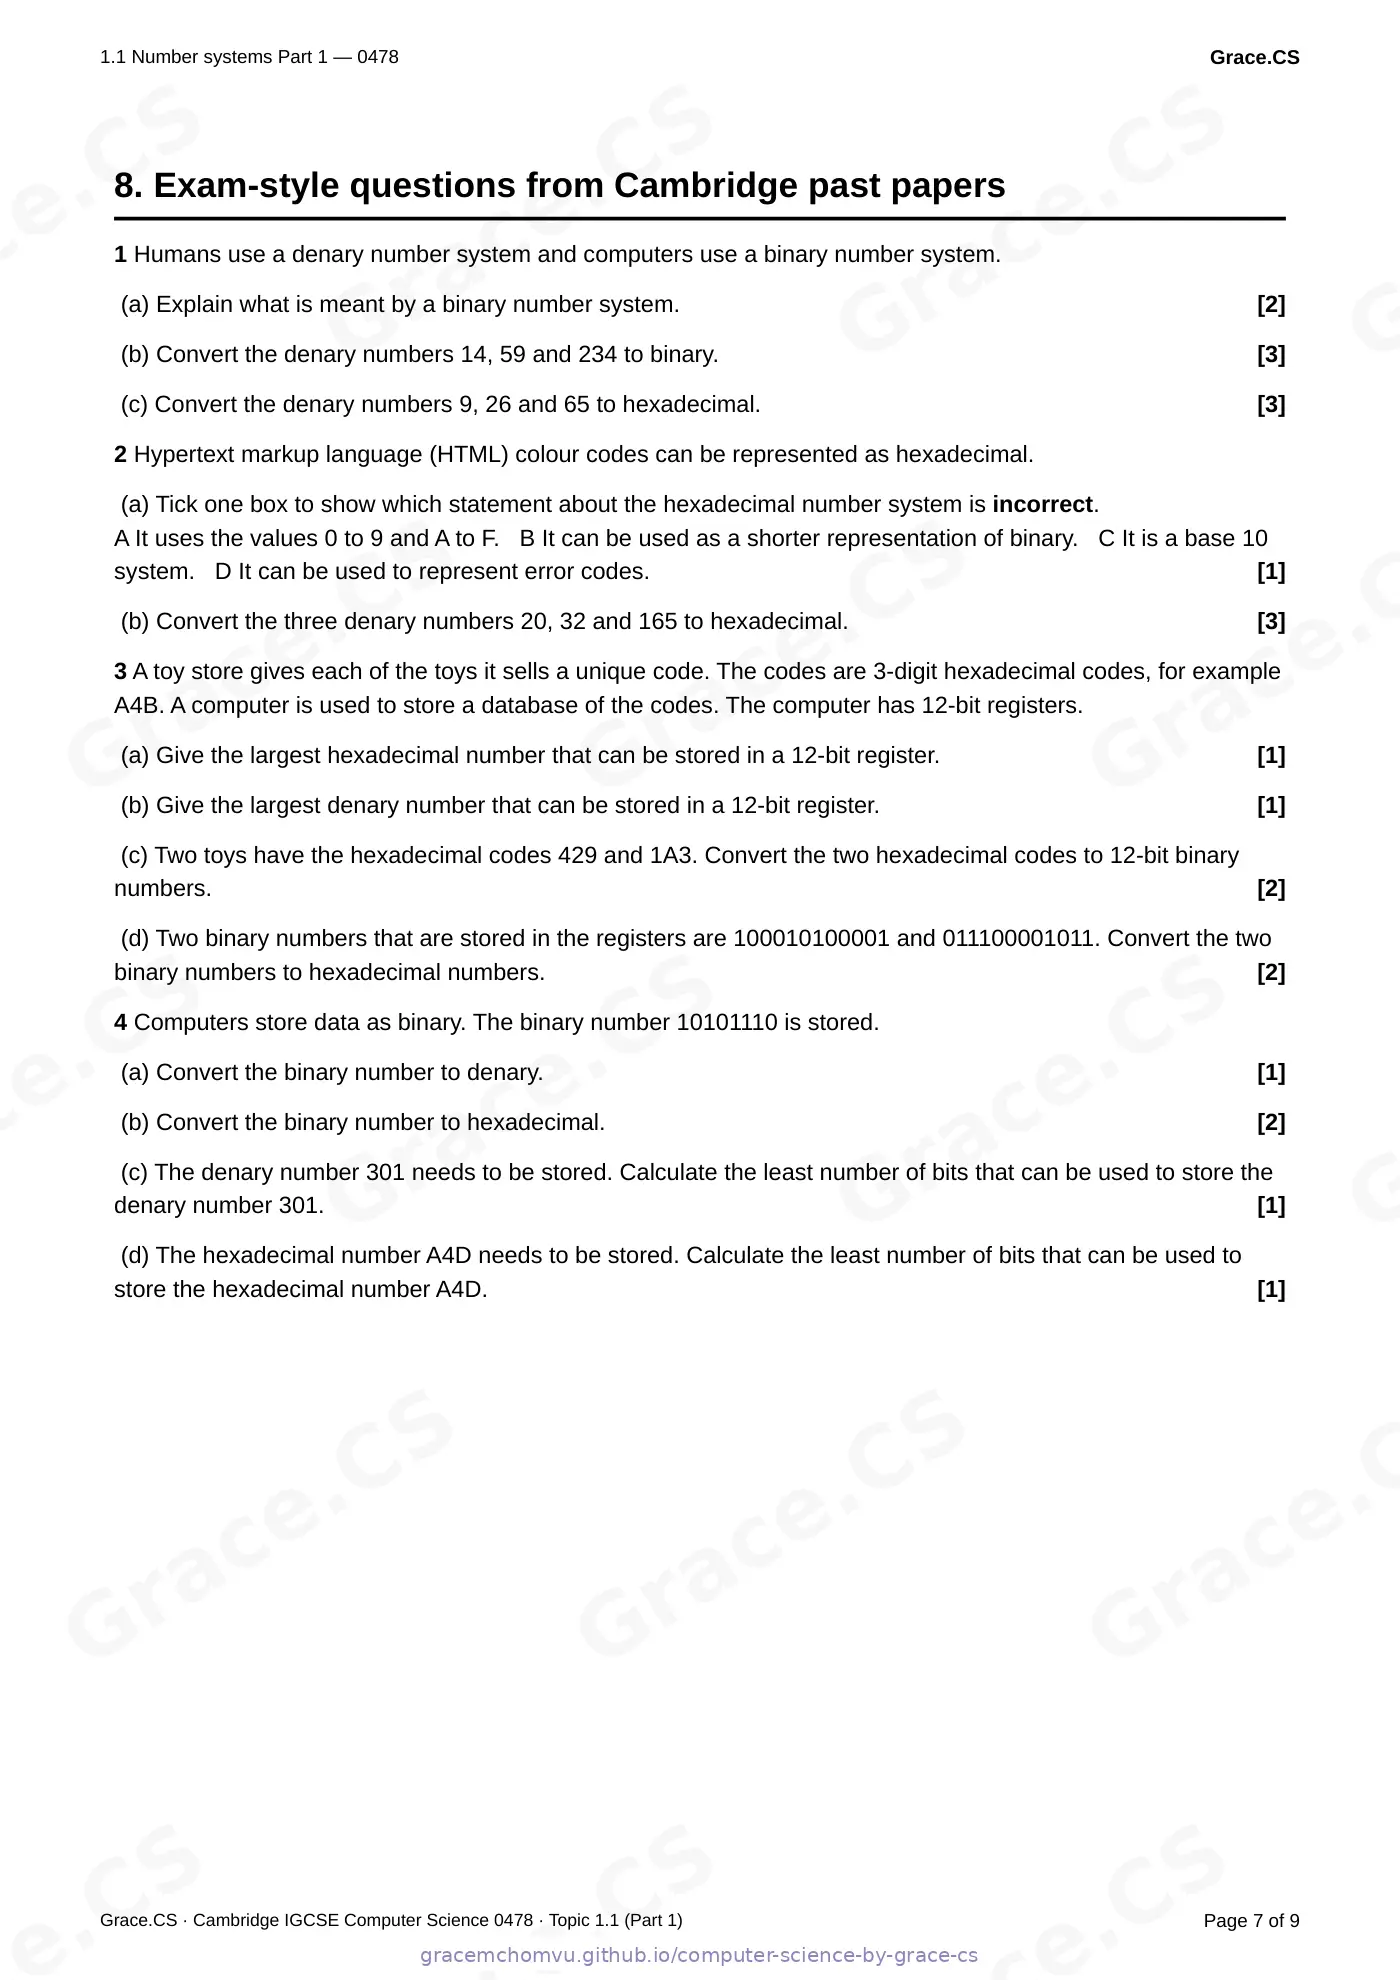 1.1 Number systems Part 1 — 0478 Grace.CS
8. Exam-style questions from Cambridge past papers
1 Humans use a denary number system and computers use a binary number system.
(a) Explain what is meant by a binary number system. [2]
(b) Convert the denary numbers 14, 59 and 234 to binary. [3]
(c) Convert the denary numbers 9, 26 and 65 to hexadecimal. [3]
2 Hypertext markup language (HTML) colour codes can be represented as hexadecimal.
(a) Tick one box to show which statement about the hexadecimal number system is incorrect.
A It uses the values 0 to 9 and A to F. B It can be used as a shorter representation of binary. C It is a base 10
system. D It can be used to represent error codes. [1]
(b) Convert the three denary numbers 20, 32 and 165 to hexadecimal. [3]
3 A toy store gives each of the toys it sells a unique code. The codes are 3-digit hexadecimal codes, for example
A4B. A computer is used to store a database of the codes. The computer has 12-bit registers.
(a) Give the largest hexadecimal number that can be stored in a 12-bit register. [1]
(b) Give the largest denary number that can be stored in a 12-bit register. [1]
(c) Two toys have the hexadecimal codes 429 and 1A3. Convert the two hexadecimal codes to 12-bit binary
numbers. [2]
(d) Two binary numbers that are stored in the registers are 100010100001 and 011100001011. Convert the two
binary numbers to hexadecimal numbers. [2]
4 Computers store data as binary. The binary number 10101110 is stored.
(a) Convert the binary number to denary. [1]
(b) Convert the binary number to hexadecimal. [2]
(c) The denary number 301 needs to be stored. Calculate the least number of bits that can be used to store the
denary number 301. [1]
(d) The hexadecimal number A4D needs to be stored. Calculate the least number of bits that can be used to
store the hexadecimal number A4D. [1]
Grace.CS · Cambridge IGCSE Computer Science 0478 · Topic 1.1 (Part 1) Page 7 of 9
gracemchomvu.github.io/computer-science-by-grace-cs